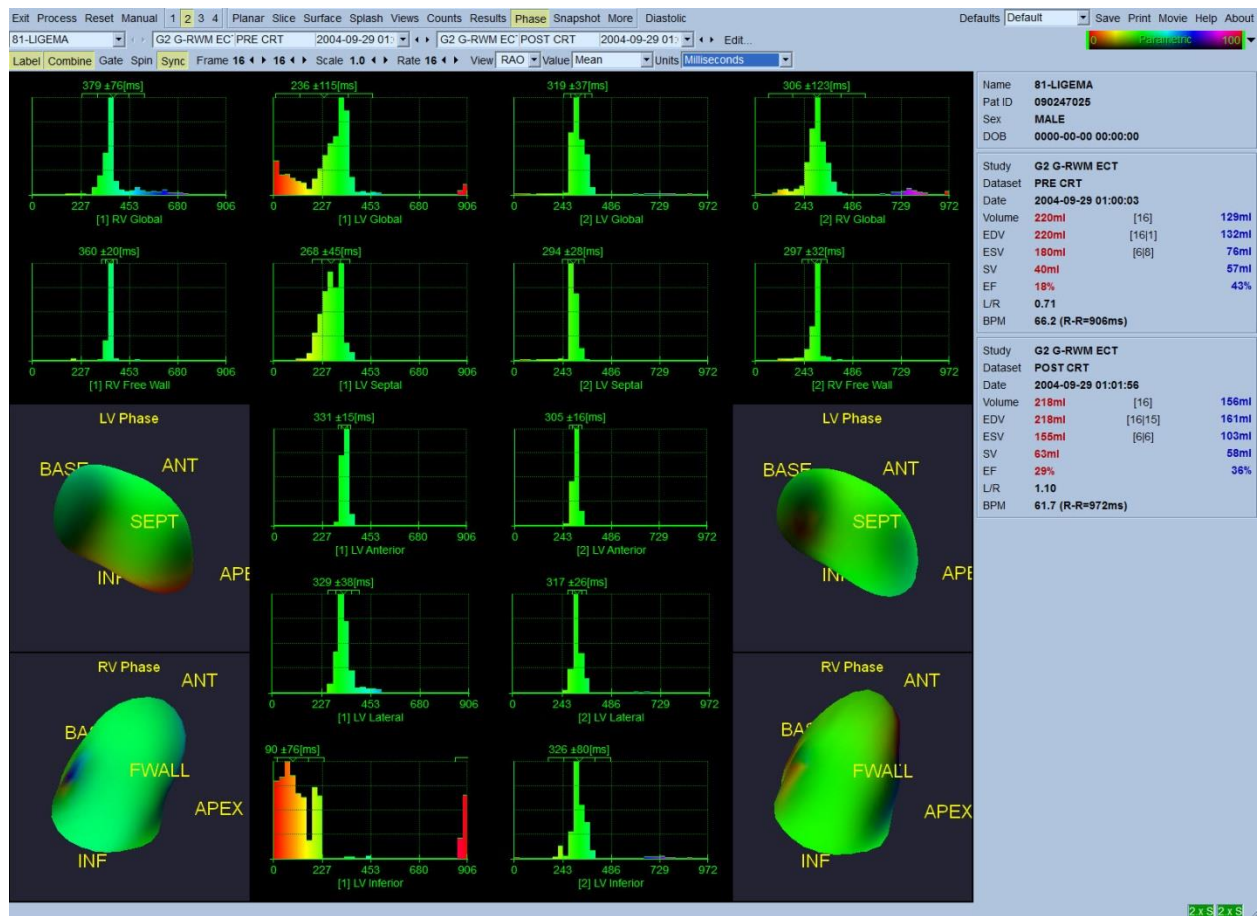 Exit Process Reset Manual 1 2 3 4 Planar Slice Surface Splash Views Counts Results Phase Snapshot More Diastolic Defaults Default Save Print Movie Help About
81-LIGEMA G2 G-RWM EC PRE CRT 2004-09-29 01: G2 G-RWM EC POST CRT 2004-09-29 01: Edit... 0 Parametric 100
Label Combine Gate Spin Sync Frame 16 16 Scale 1.0 Rate 16 View RAO Value Mean Units Milliseconds
379 ±76[ms] 236 ±115[ms] 319 ±37[ms] 306 ±123[ms]
0 227 453 680 906 0 227 453 680 906 0 243 486 729 972 0 243 486 729 972
[1] RV Global [1] LV Global [2] LV Global [2] RV Global
360 ±20[ms] 268 ±45[ms] 294 ±28[ms] 297 ±32[ms]
0 227 453 680 906 0 227 453 680 906 0 243 486 729 972 0 243 486 729 972
[1] RV Free Wall [1] LV Septal [2] LV Septal [2] RV Free Wall
LV Phase
BASE ANT
SEPT
INF APE
331 ±15[ms] 305 ±16[ms]
0 227 453 680 906 0 243 486 729 972
[1] LV Anterior [2] LV Anterior
LV Phase
BASE ANT
SEPT
INF APE
329 ±38[ms] 317 ±26[ms]
0 227 453 680 906 0 243 486 729 972
[1] LV Lateral [2] LV Lateral
RV Phase
ANT
BAS
FWALL
APEX
INF
90 ±76[ms] 326 ±80[ms]
0 227 453 680 906 0 243 486 729 972
[1] LV Inferior [2] LV Inferior
RV Phase
ANT
BA
FWALL
APEX
INF
Name 81-LIGEMA
Pat ID 090247025
Sex MALE
DOB 0000-00-00 00:00:00
Study G2 G-RWM ECT
Dataset PRE CRT
Date 2004-09-29 01:00:03
Volume 220ml [16] 129ml
EDV 220ml [16|1] 132ml
ESV 180ml [6|8] 76ml
SV 40ml 57ml
EF 18% 43%
L/R 0.71
BPM 66.2 (R-R=906ms)
Study G2 G-RWM ECT
Dataset POST CRT
Date 2004-09-29 01:01:56
Volume 218ml [16] 156ml
EDV 218ml [16|15] 161ml
ESV 155ml [6|6] 103ml
SV 63ml 58ml
EF 29% 36%
L/R 1.10
BPM 61.7 (R-R=972ms)
2 x S 2 x S